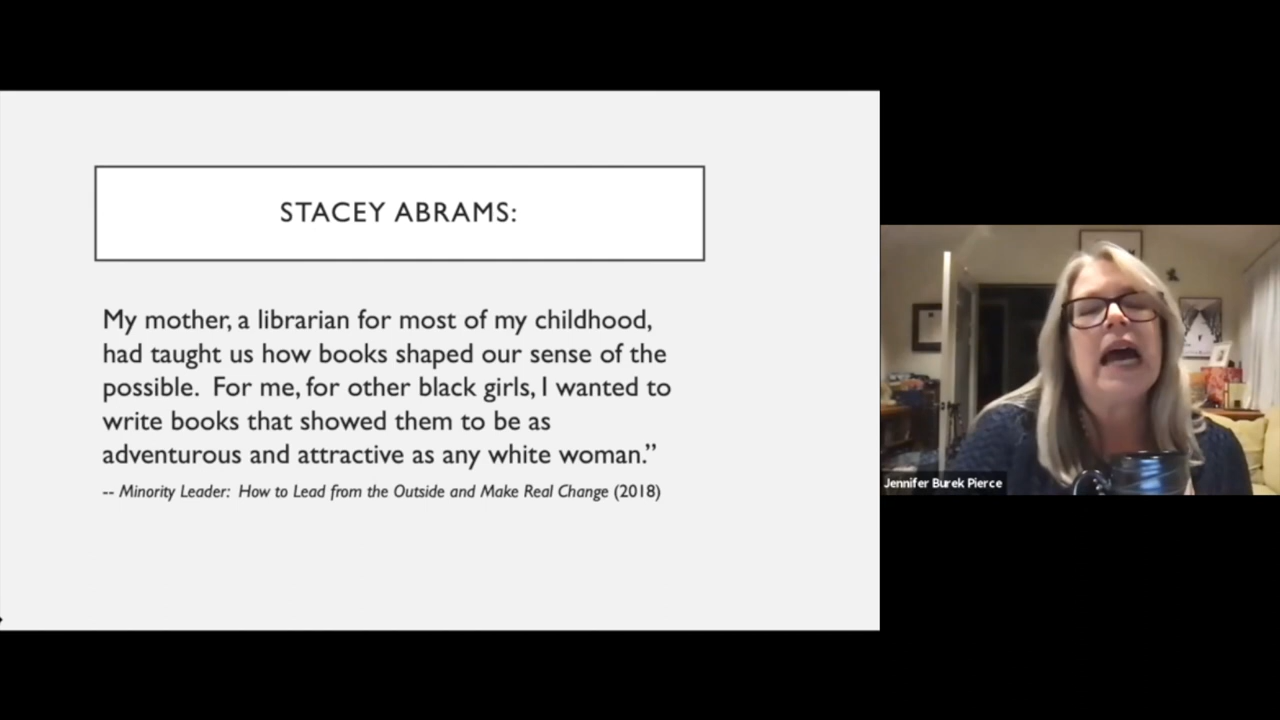 STACEY ABRAMS:
My mother, a librarian for most of my childhood,
had taught us how books shaped our sense of the
possible.  For me, for other black girls, I wanted to
write books that showed them to be as
adventurous and attractive as any white woman.”
-- Minority Leader:  How to Lead from the Outside and Make Real Change (2018)
Jennifer Burek Pierce